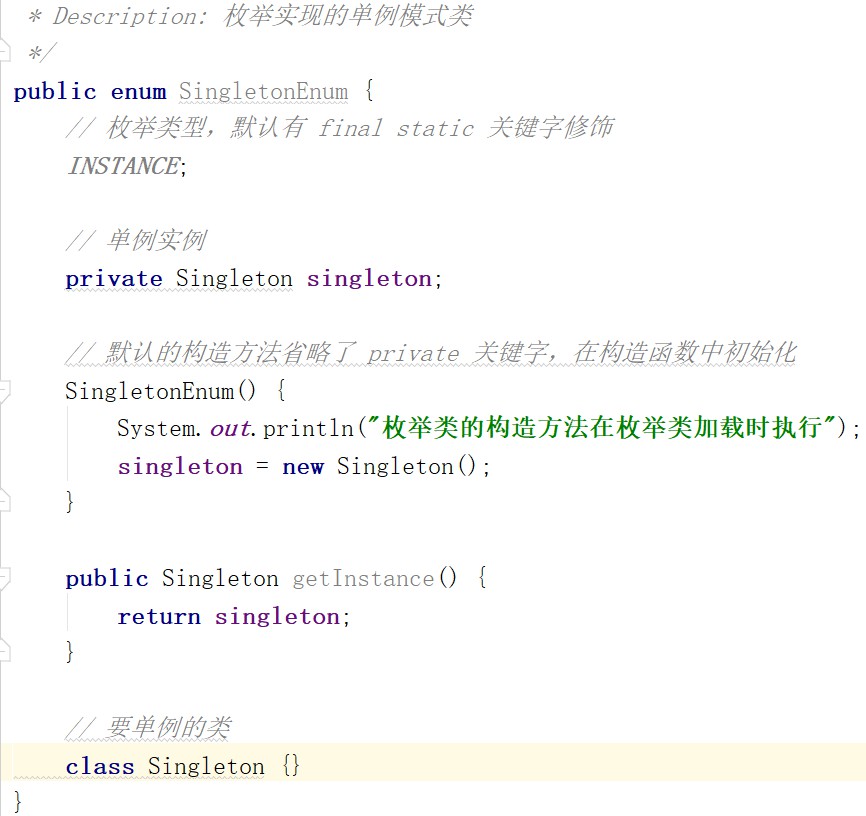 * Description: 枚举实现的单例模式类
*/
public enum SingletonEnum {
// 枚举类型，默认有 final static 关键字修饰
INSTANCE;
// 单例实例
private Singleton singleton;
// 默认的构造方法省略了 private 关键字，在构造函数中初始化
SingletonEnum() {
System.out.println("枚举类的构造方法在枚举类加载时执行");
singleton = new Singleton();
}
public Singleton getInstance() {
return singleton;
}
// 要单例的类
class Singleton {}
}